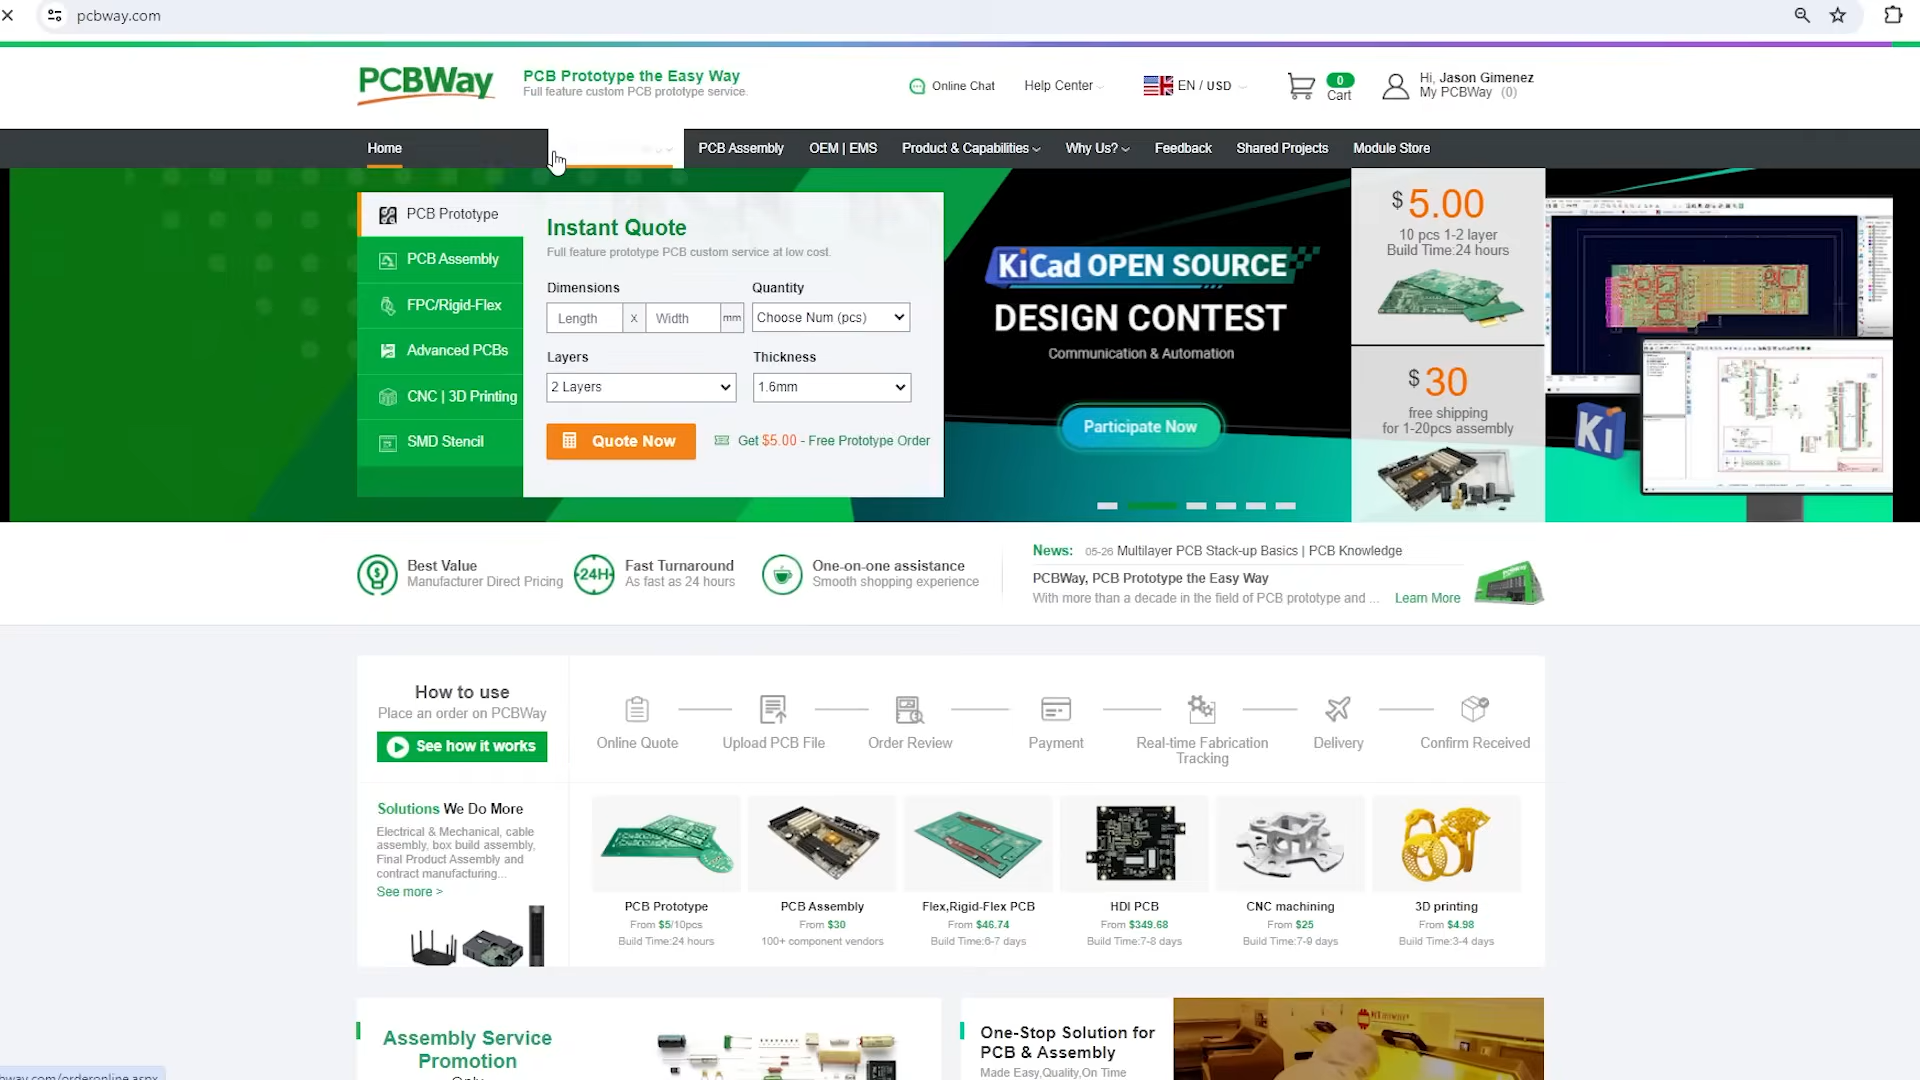 pcbway.com
PCBWay
PCB Prototype the Easy Way
Full feature custom PCB prototype service.
Online Chat
Help Center
EN / USD
0
Cart
Hi, Jason Gimenez
My PCBWay (0)
Home
PCB Assembly
OEM | EMS
Product & Capabilities
Why Us?
Feedback
Shared Projects
Module Store
PCB Prototype
PCB Assembly
FPC/Rigid-Flex
Advanced PCBs
CNC | 3D Printing
SMD Stencil
Instant Quote
Full feature prototype PCB custom service at low cost.
Dimensions
Quantity
Length
x
Width
mm
Choose Num (pcs)
Layers
Thickness
2 Layers
1.6mm
Quote Now
Get $5.00 - Free Prototype Order
KiCad OPEN SOURCE
DESIGN CONTEST
Communication & Automation
Participate Now
$ 5.00
10 pcs 1-2 layer
Build Time:24 hours
$ 30
free shipping
for 1-20pcs assembly
Ki
Best Value
Manufacturer Direct Pricing
24H
Fast Turnaround
As fast as 24 hours
One-on-one assistance
Smooth shopping experience
News: 05-26 Multilayer PCB Stack-up Basics | PCB Knowledge
PCBWay, PCB Prototype the Easy Way
With more than a decade in the field of PCB prototype and ... Learn More
How to use
Place an order on PCBWay
See how it works
Online Quote
Upload PCB File
Order Review
Payment
Real-time Fabrication
Tracking
Delivery
Confirm Received
Solutions We Do More
Electrical & Mechanical, cable
assembly, box build assembly,
Final Product Assembly and
contract manufacturing...
See more >
PCB Prototype
From $5/10pcs
Build Time:24 hours
PCB Assembly
From $30
100+ component vendors
Flex,Rigid-Flex PCB
From $46.74
Build Time:6-7 days
HDI PCB
From $349.68
Build Time:7-8 days
CNC machining
From $25
Build Time:7-9 days
3D printing
From $4.98
Build Time:3-4 days
Assembly Service
Promotion
Only
One-Stop Solution for
PCB & Assembly
Made Easy,Quality,On Time
bway.com/orderonline.aspx